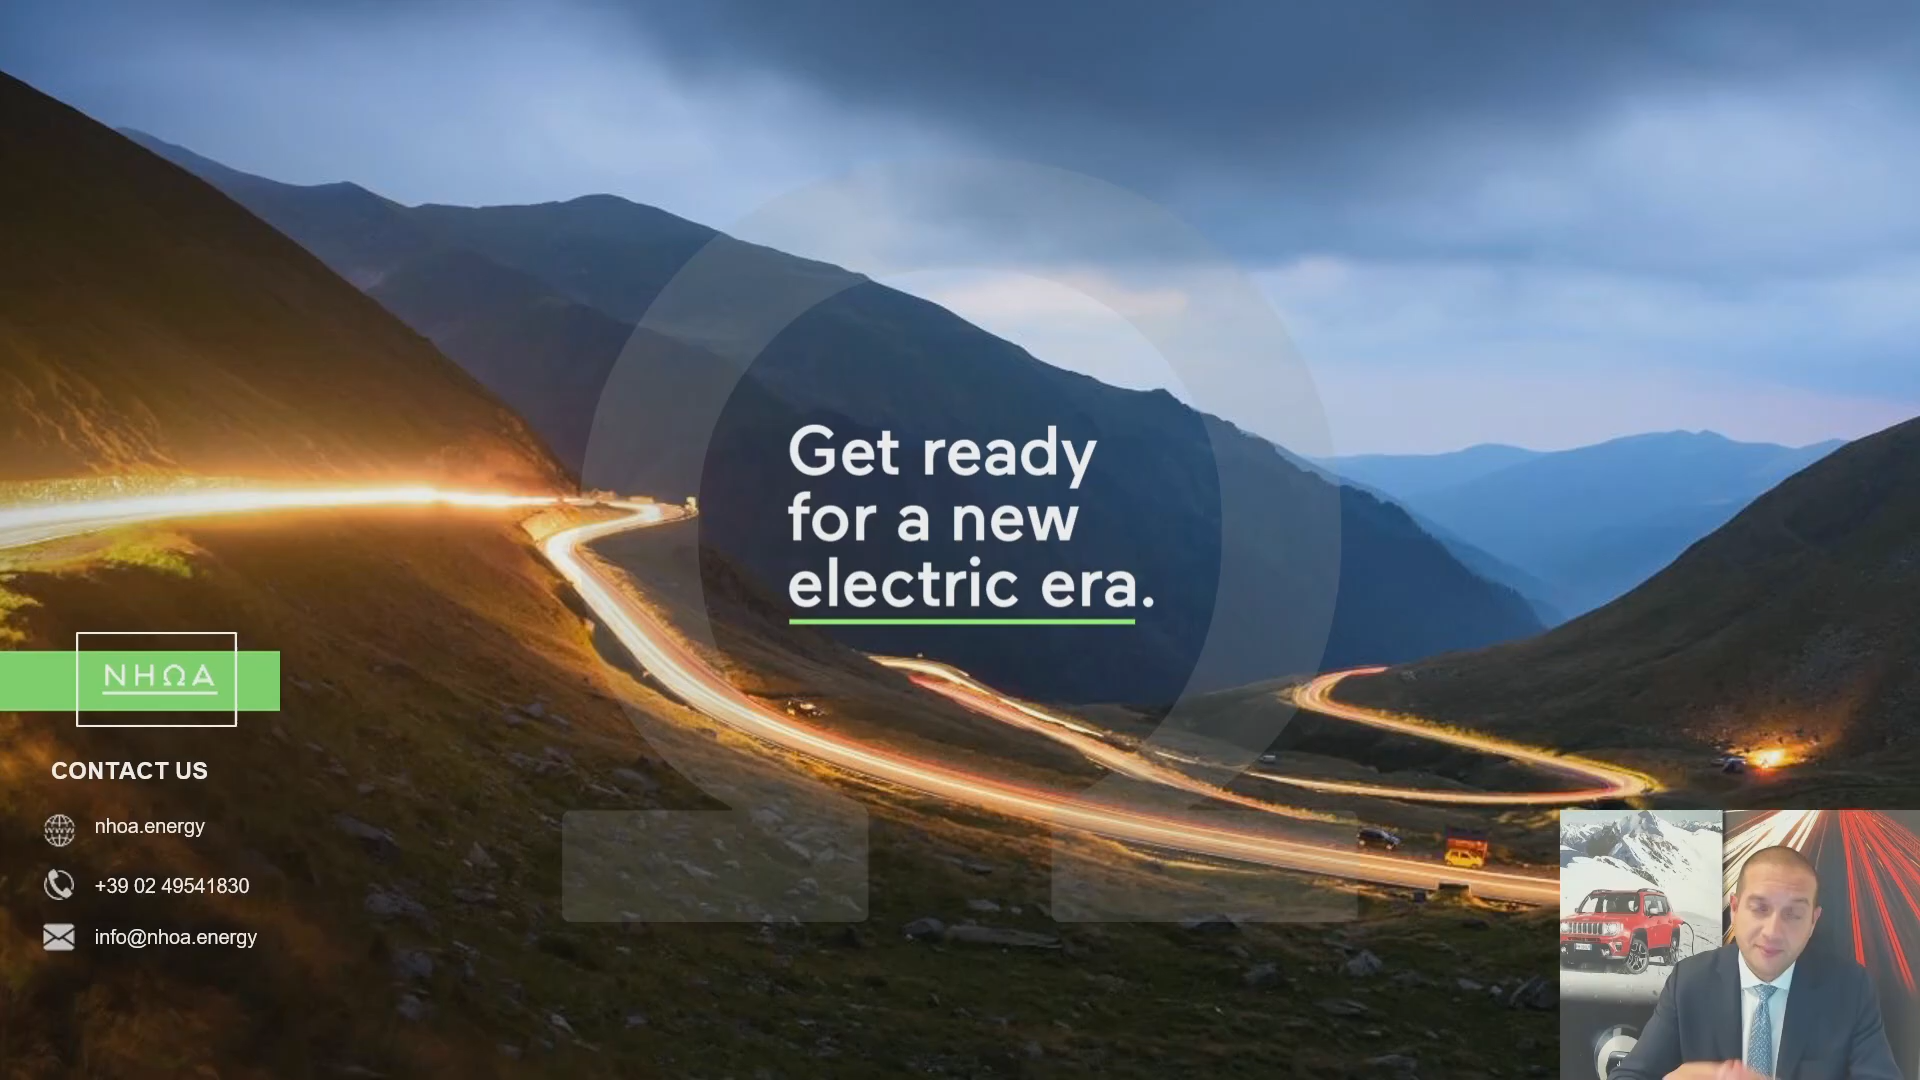 Get ready
for a new
electric era.
NHΩA
CONTACT US
nhoa.energy
+39 02 49541830
info@nhoa.energy